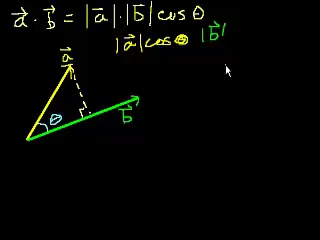 a⃗ · b⃗ = |a⃗| · |b⃗| cos θ
|a⃗| cos θ |b⃗|
a⃗
θ
b⃗